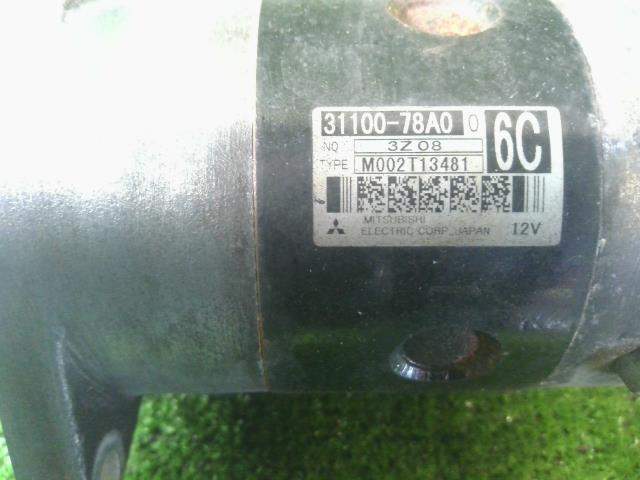 31100-78A0 0 6C
NO 3Z08
TYPE M002T13481
MITSUBISHI
ELECTRIC CORP. JAPAN 12V